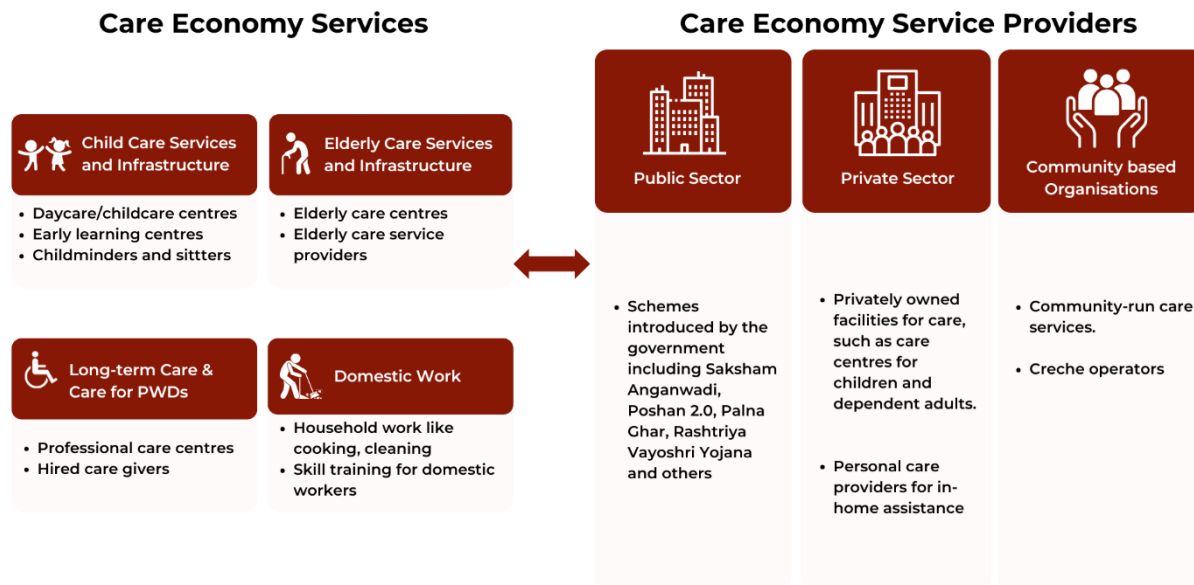 Care Economy Services
Care Economy Service Providers
Child Care Services
and Infrastructure
• Daycare/childcare centres
• Early learning centres
• Childminders and sittters
Elderly Care Services
and Infrastructure
• Elderly care centres
• Elderly care service
providers
Long-term Care &
Care for PWDs
• Professional care centres
• Hired care givers
Domestic Work
• Household work like
cooking, cleaning
• Skill training for domestic
workers
Public Sector
• Schemes
introduced by the
government
including Saksham
Anganwadi,
Poshan 2.0, Palna
Ghar, Rashtriya
Vayoshri Yojana
and others
Private Sector
• Privately owned
facilities for care,
such as care
centres for
children and
dependent adults.
• Personal care
providers for in-
home assistance
Community based
Organisations
• Community-run care
services.
• Creche operators